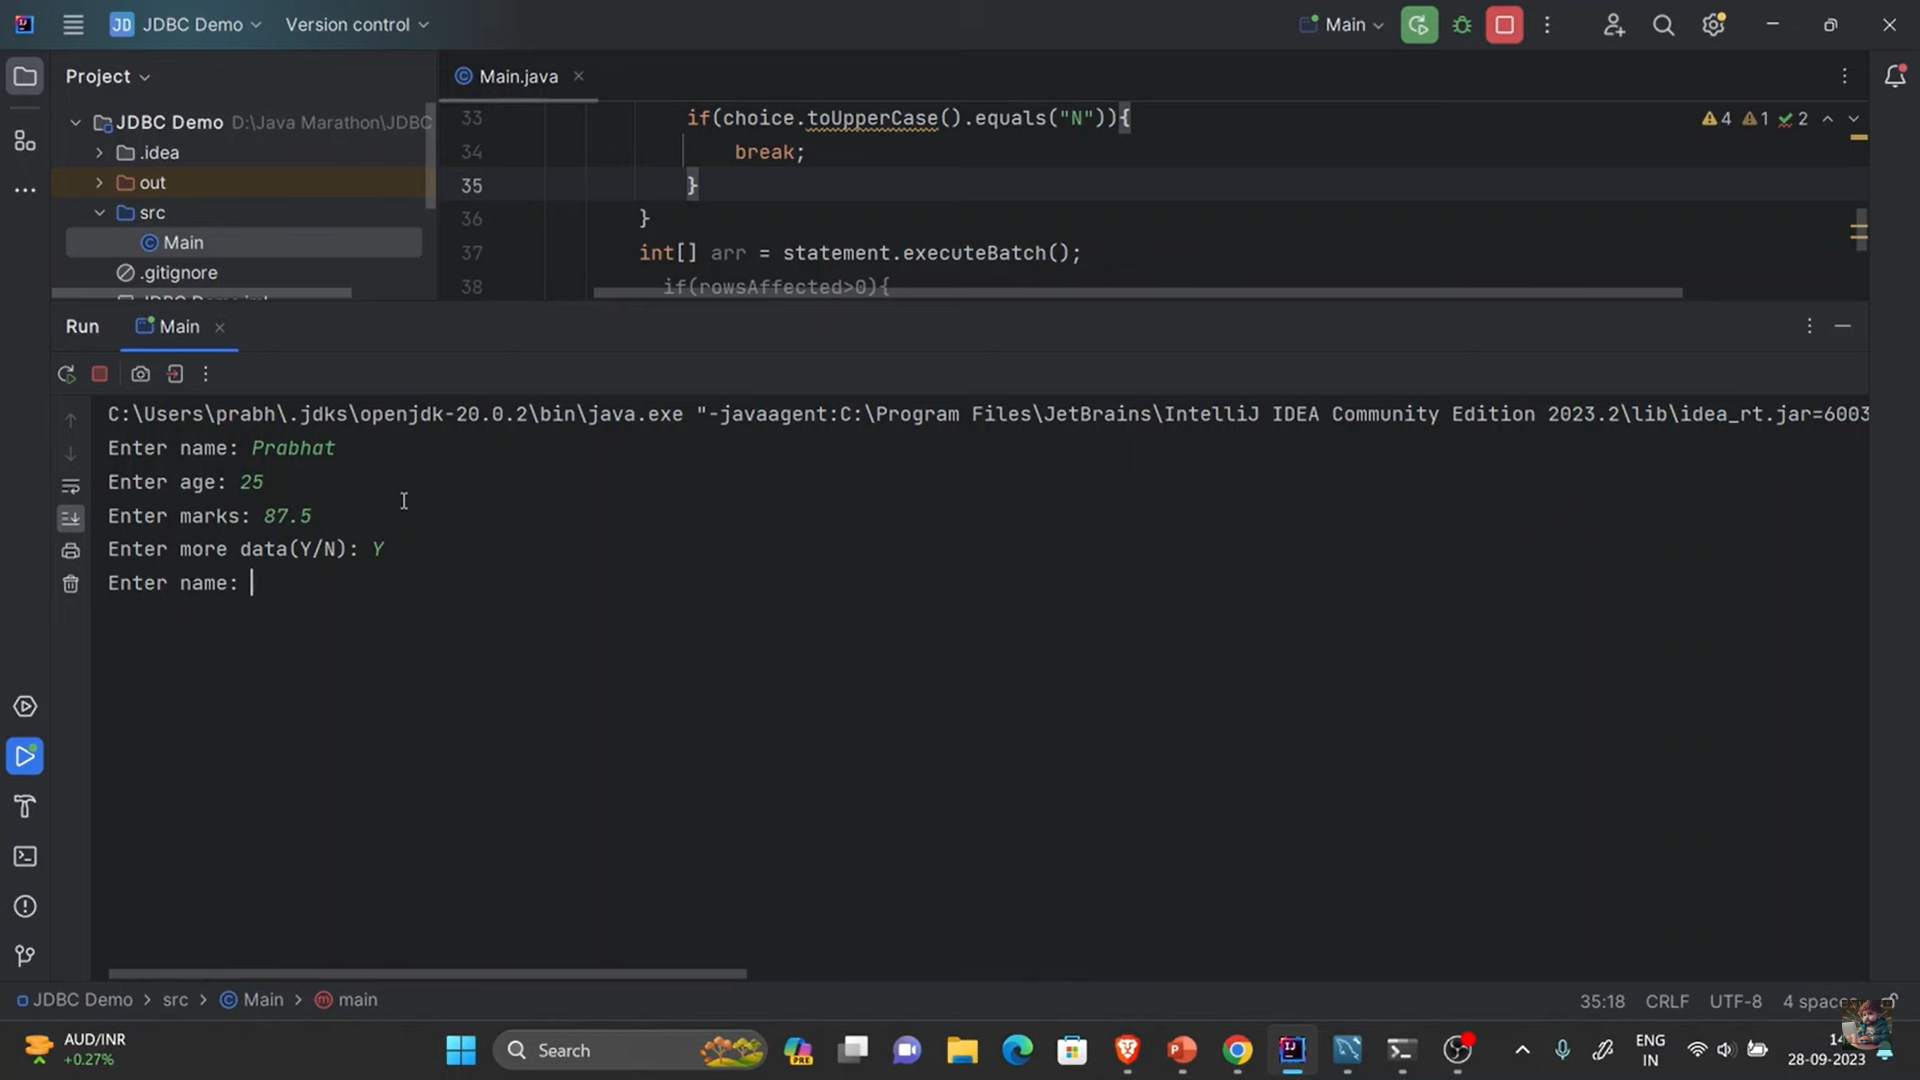 JD JDBC Demo Version control Main
Project Main.java
JDBC Demo D:\Java Marathon\JDBC
.idea
out
src
Main
.gitignore
33 if(choice.toUpperCase().equals("N")){
34 break;
35 }
36 }
37 int[] arr = statement.executeBatch();
38 if(rowsAffected>0){
4 1 2
Run Main
C:\Users\prabh\.jdks\openjdk-20.0.2\bin\java.exe "-javaagent:C:\Program Files\JetBrains\IntelliJ IDEA Community Edition 2023.2\lib\idea_rt.jar=6003
Enter name: Prabhat
Enter age: 25
Enter marks: 87.5
Enter more data(Y/N): Y
Enter name:
JDBC Demo > src > Main > main 35:18 CRLF UTF-8 4 spaces
AUD/INR
+0.27%
Search
PRE
ENG
IN
28-09-2023